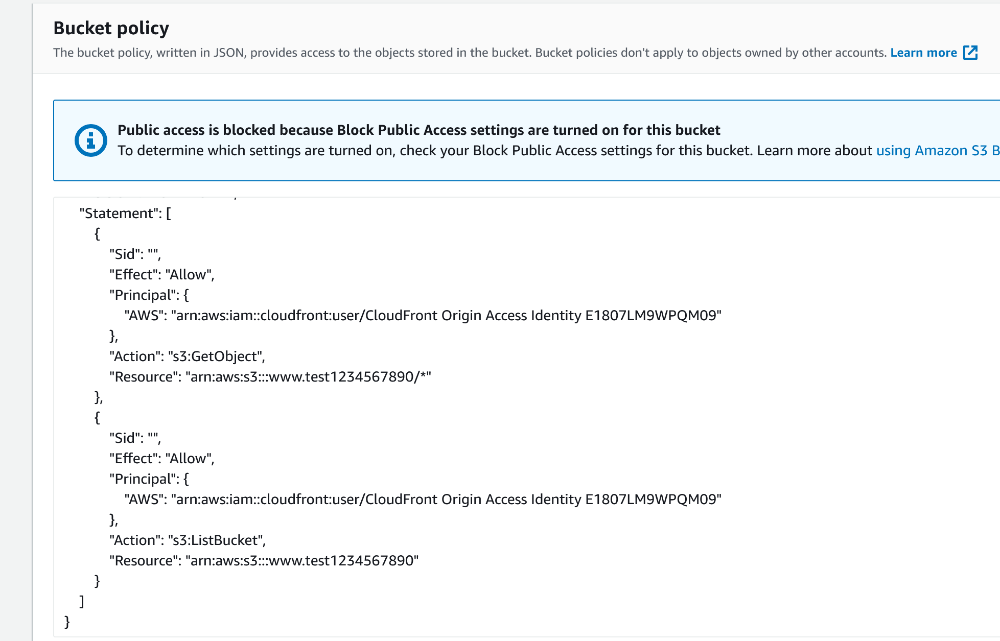 Bucket policy
The bucket policy, written in JSON, provides access to the objects stored in the bucket. Bucket policies don't apply to objects owned by other accounts. Learn more
Public access is blocked because Block Public Access settings are turned on for this bucket
To determine which settings are turned on, check your Block Public Access settings for this bucket. Learn more about using Amazon S3 B
"Statement": [
{
"Sid": "",
"Effect": "Allow",
"Principal": {
"AWS": "arn:aws:iam::cloudfront:user/CloudFront Origin Access Identity E1807LM9WPQM09"
},
"Action": "s3:GetObject",
"Resource": "arn:aws:s3:::www.test1234567890/*"
},
{
"Sid": "",
"Effect": "Allow",
"Principal": {
"AWS": "arn:aws:iam::cloudfront:user/CloudFront Origin Access Identity E1807LM9WPQM09"
},
"Action": "s3:ListBucket",
"Resource": "arn:aws:s3:::www.test1234567890"
}
]
}